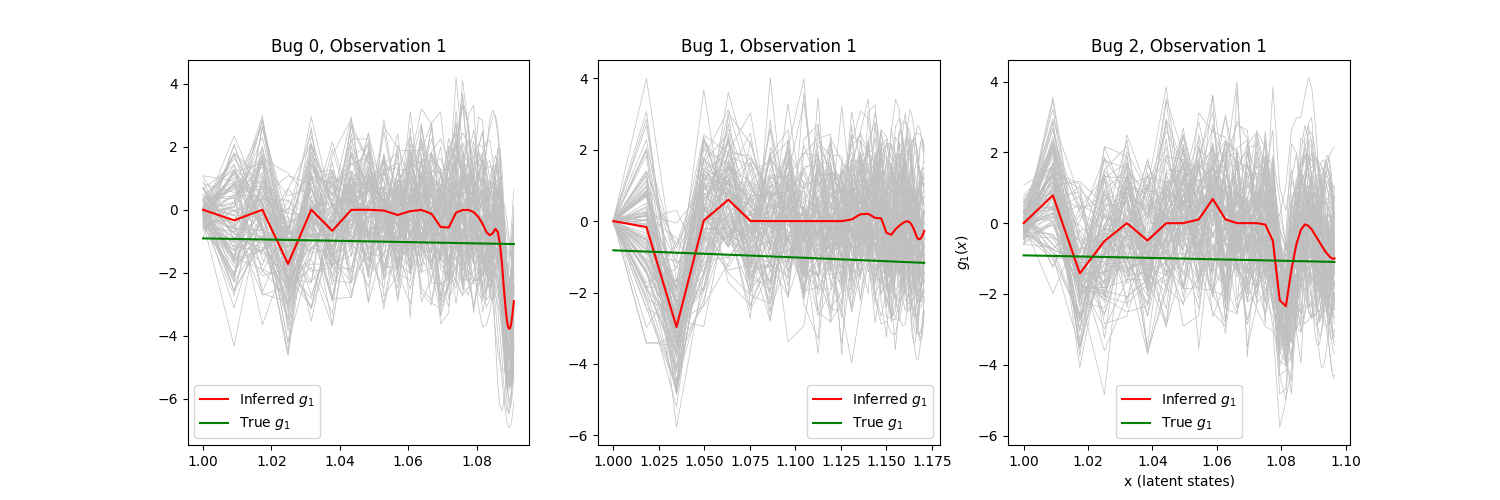 Bug 0, Observation 1
4
2
0
−2
−4
−6
1.00 1.02 1.04 1.06 1.08
Inferred g₁
True g₁
Bug 1, Observation 1
4
2
0
−2
−4
−6
1.000 1.025 1.050 1.075 1.100 1.125 1.150 1.175
Inferred g₁
True g₁
Bug 2, Observation 1
g₁(x)
4
2
0
−2
−4
−6
1.00 1.02 1.04 1.06 1.08 1.10
x (latent states)
Inferred g₁
True g₁